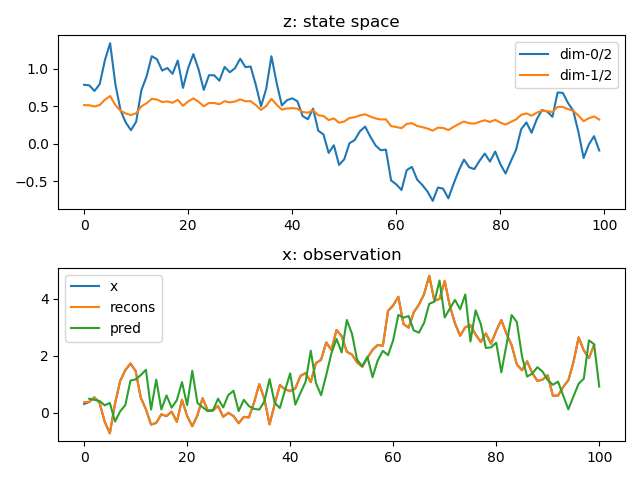 z: state space
dim-0/2
dim-1/2
1.0
0.5
0.0
−0.5
0 20 40 60 80 100
x: observation
x
recons
pred
4
2
0
0 20 40 60 80 100